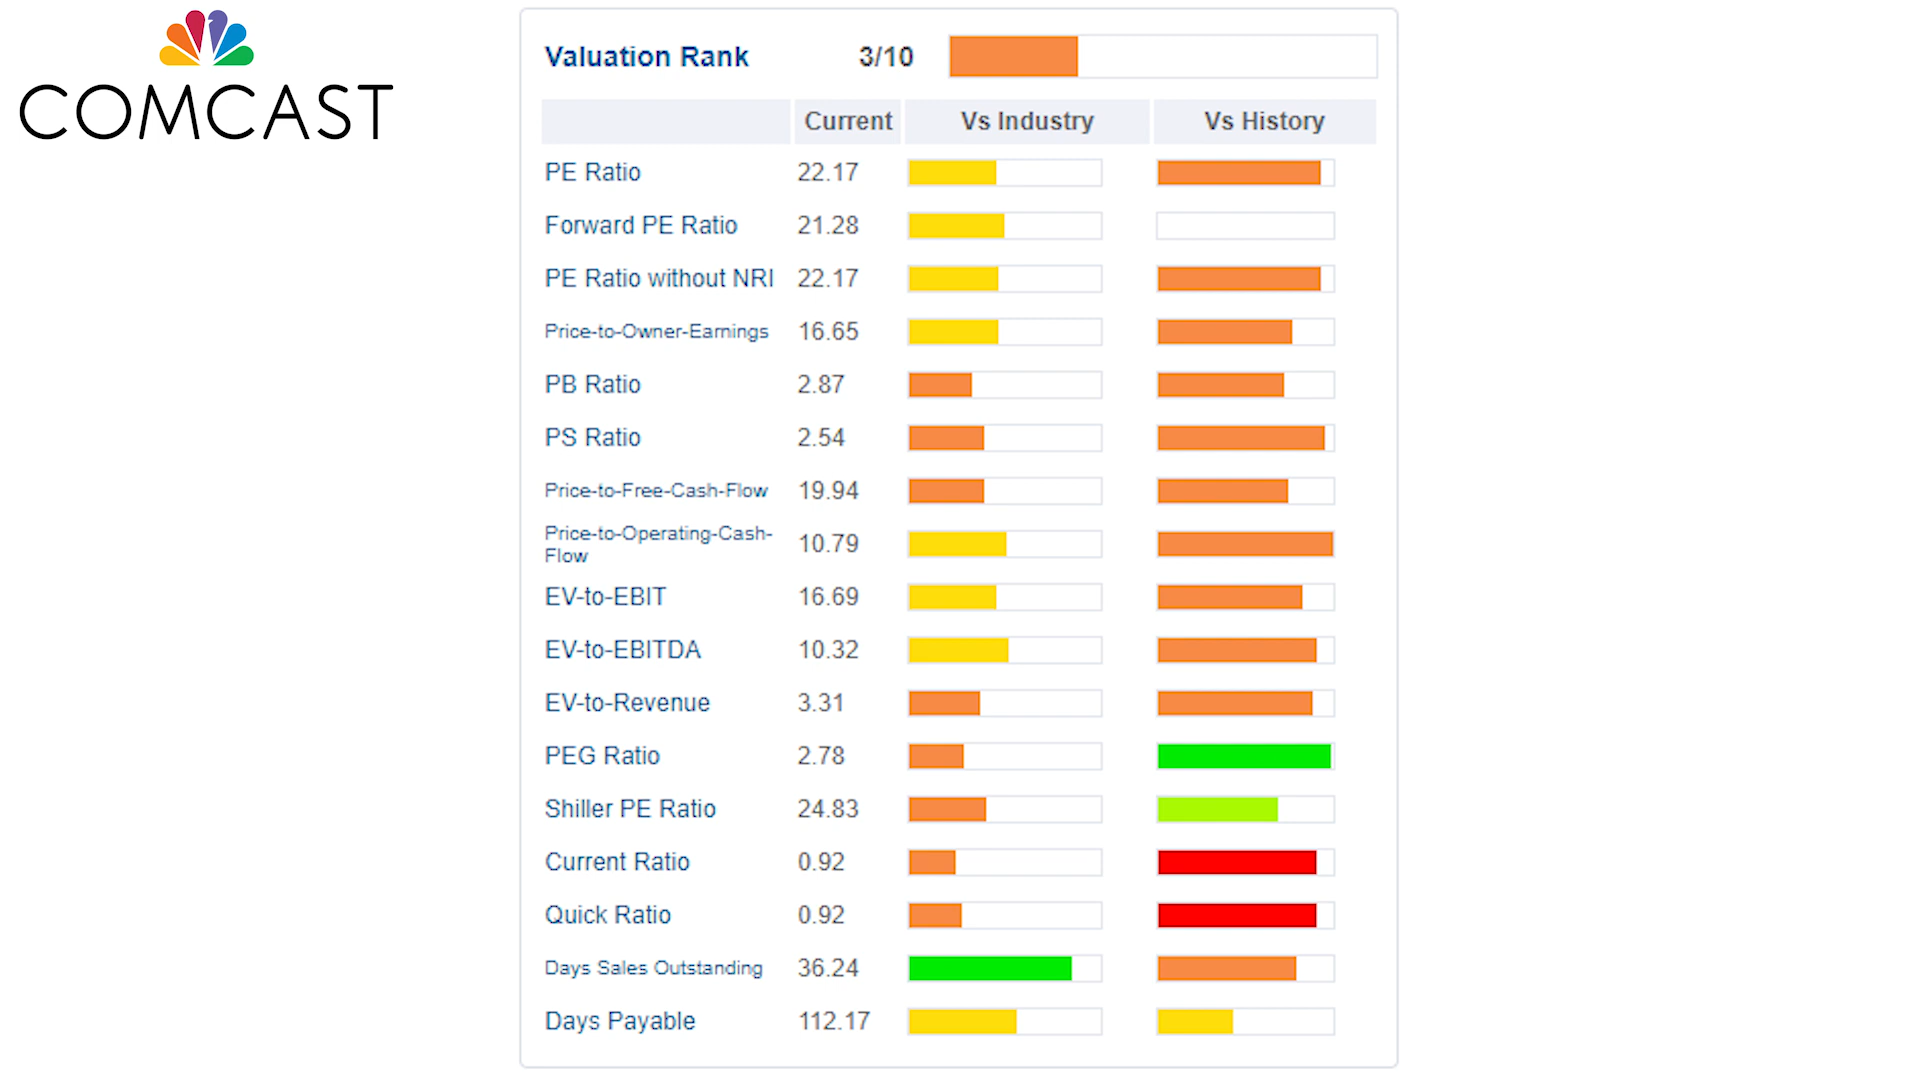 COMCAST
Valuation Rank 3/10
Current Vs Industry Vs History
PE Ratio 22.17
Forward PE Ratio 21.28
PE Ratio without NRI 22.17
Price-to-Owner-Earnings 16.65
PB Ratio 2.87
PS Ratio 2.54
Price-to-Free-Cash-Flow 19.94
Price-to-Operating-Cash-
Flow 10.79
EV-to-EBIT 16.69
EV-to-EBITDA 10.32
EV-to-Revenue 3.31
PEG Ratio 2.78
Shiller PE Ratio 24.83
Current Ratio 0.92
Quick Ratio 0.92
Days Sales Outstanding 36.24
Days Payable 112.17